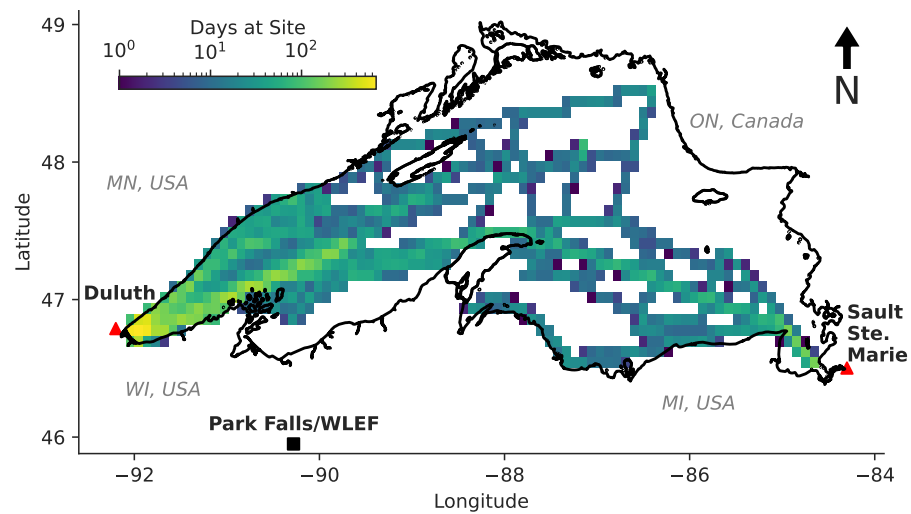 Days at Site
10^0 10^1 10^2
N
ON, Canada
MN, USA
Duluth
Sault
Ste.
Marie
WI, USA
MI, USA
Park Falls/WLEF
49
48
47
46
Latitude
−92 −90 −88 −86 −84
Longitude